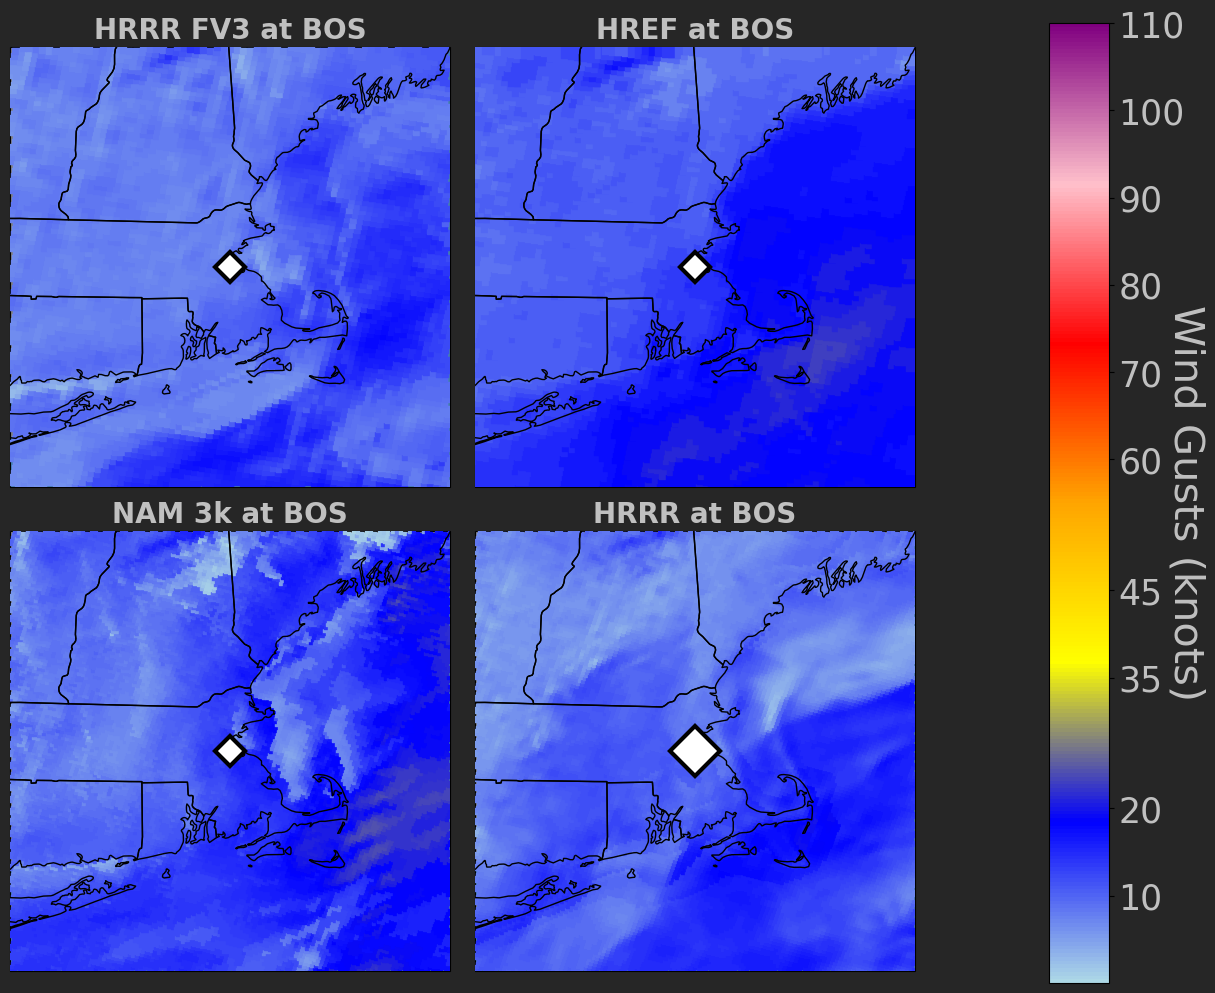 HRRR FV3 at BOS
HREF at BOS
NAM 3k at BOS
HRRR at BOS
110
100
90
80
70
60
45
35
20
10
Wind Gusts (knots)